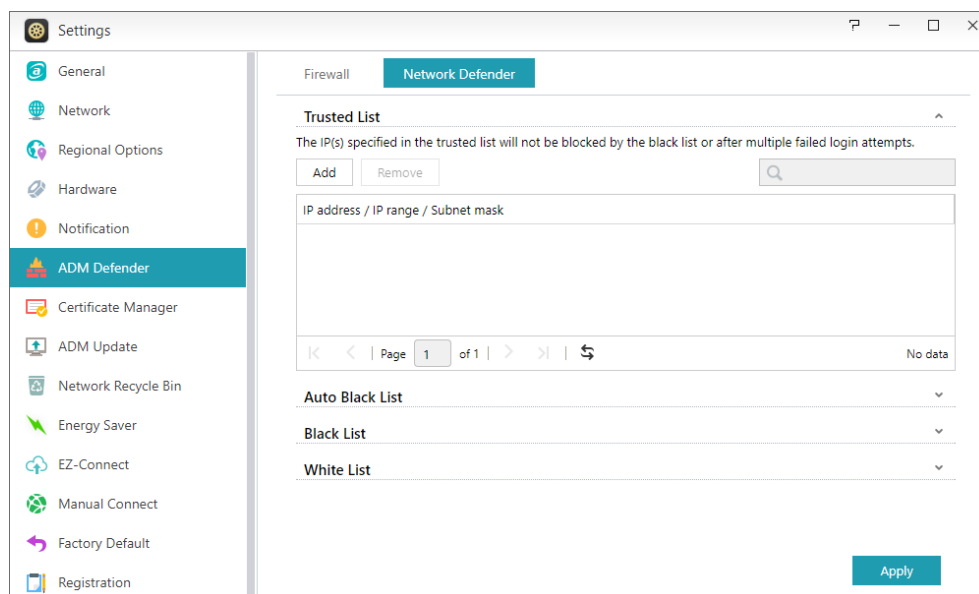 Settings
General
Network
Regional Options
Hardware
Notification
ADM Defender
Certificate Manager
ADM Update
Network Recycle Bin
Energy Saver
EZ-Connect
Manual Connect
Factory Default
Registration
Firewall Network Defender
Trusted List
The IP(s) specified in the trusted list will not be blocked by the black list or after multiple failed login attempts.
Add Remove
IP address / IP range / Subnet mask
Page 1 of 1 No data
Auto Black List
Black List
White List
Apply